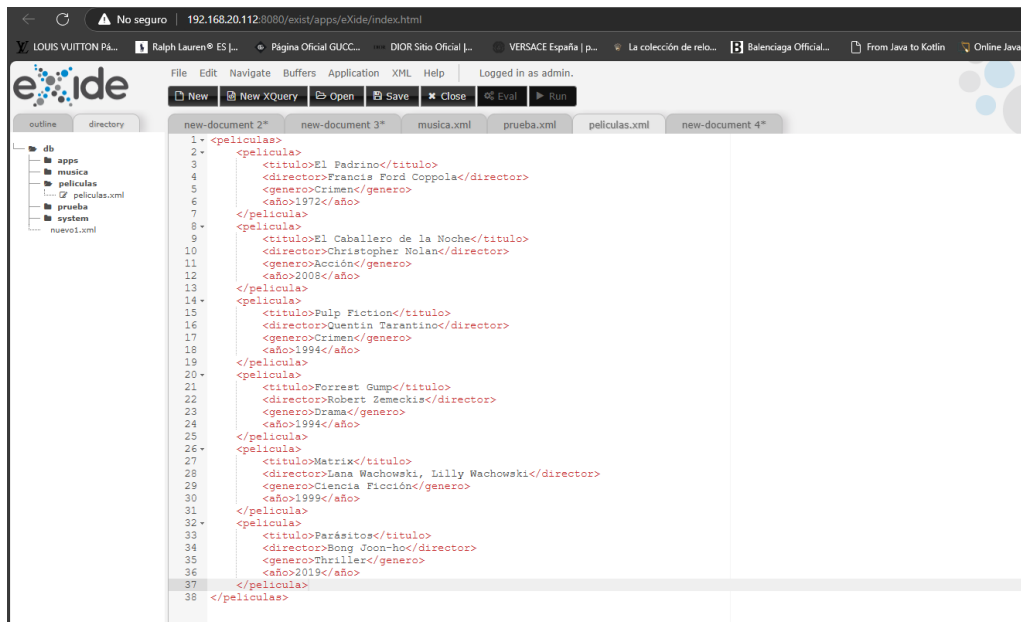 No seguro 192.168.20.112:8080/exist/apps/eXide/index.html
LOUIS VUITTON Pá... Ralph Lauren® ES |... Página Oficial GUCC... DIOR Sitio Oficial |... VERSACE España | p... La colección de relo... Balenciaga Official... From Java to Kotlin Online Java
eXide
File Edit Navigate Buffers Application XML Help Logged in as admin.
New New XQuery Open Save Close Eval Run
outline directory
new-document 2* new-document 3* musica.xml prueba.xml peliculas.xml new-document 4*
db
apps
musica
peliculas
peliculas.xml
prueba
system
nuevo1.xml
1 <peliculas>
2 <pelicula>
3 <titulo>El Padrino</titulo>
4 <director>Francis Ford Coppola</director>
5 <genero>Crimen</genero>
6 <año>1972</año>
7 </pelicula>
8 <pelicula>
9 <titulo>El Caballero de la Noche</titulo>
10 <director>Christopher Nolan</director>
11 <genero>Acción</genero>
12 <año>2008</año>
13 </pelicula>
14 <pelicula>
15 <titulo>Pulp Fiction</titulo>
16 <director>Quentin Tarantino</director>
17 <genero>Crimen</genero>
18 <año>1994</año>
19 </pelicula>
20 <pelicula>
21 <titulo>Forrest Gump</titulo>
22 <director>Robert Zemeckis</director>
23 <genero>Drama</genero>
24 <año>1994</año>
25 </pelicula>
26 <pelicula>
27 <titulo>Matrix</titulo>
28 <director>Lana Wachowski, Lilly Wachowski</director>
29 <genero>Ciencia Ficción</genero>
30 <año>1999</año>
31 </pelicula>
32 <pelicula>
33 <titulo>Parásitos</titulo>
34 <director>Bong Joon-ho</director>
35 <genero>Thriller</genero>
36 <año>2019</año>
37 </pelicula>
38 </peliculas>